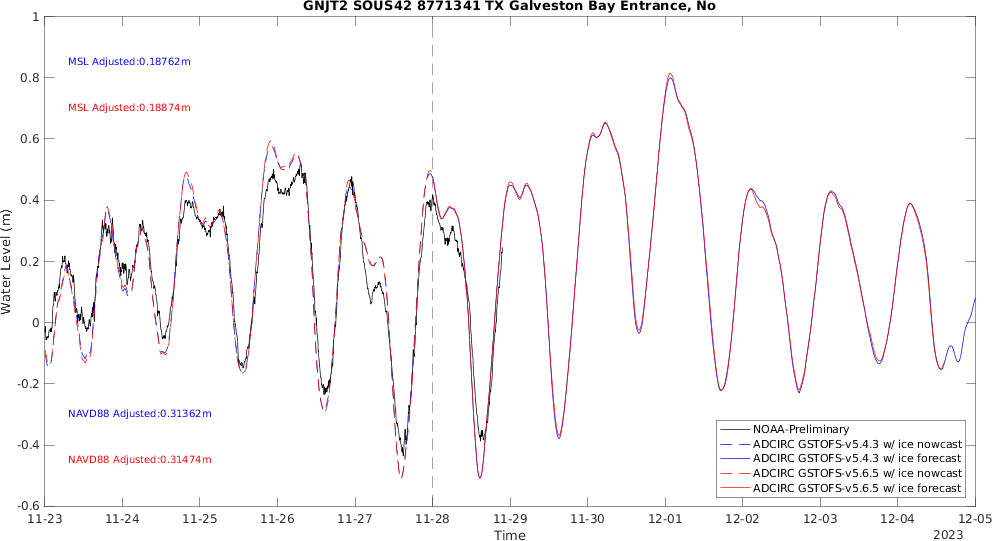 GNJT2 SOUS42 8771341 TX Galveston Bay Entrance, No
1
0.8
0.6
0.4
0.2
0
-0.2
-0.4
-0.6
Water Level (m)
MSL Adjusted:0.18762m
MSL Adjusted:0.18874m
NAVD88 Adjusted:0.31362m
NAVD88 Adjusted:0.31474m
NOAA-Preliminary
ADCIRC GSTOFS-v5.4.3 w/ ice nowcast
ADCIRC GSTOFS-v5.4.3 w/ ice forecast
ADCIRC GSTOFS-v5.6.5 w/ ice nowcast
ADCIRC GSTOFS-v5.6.5 w/ ice forecast
11-23 11-24 11-25 11-26 11-27 11-28 11-29 11-30 12-01 12-02 12-03 12-04 12-05
Time
2023